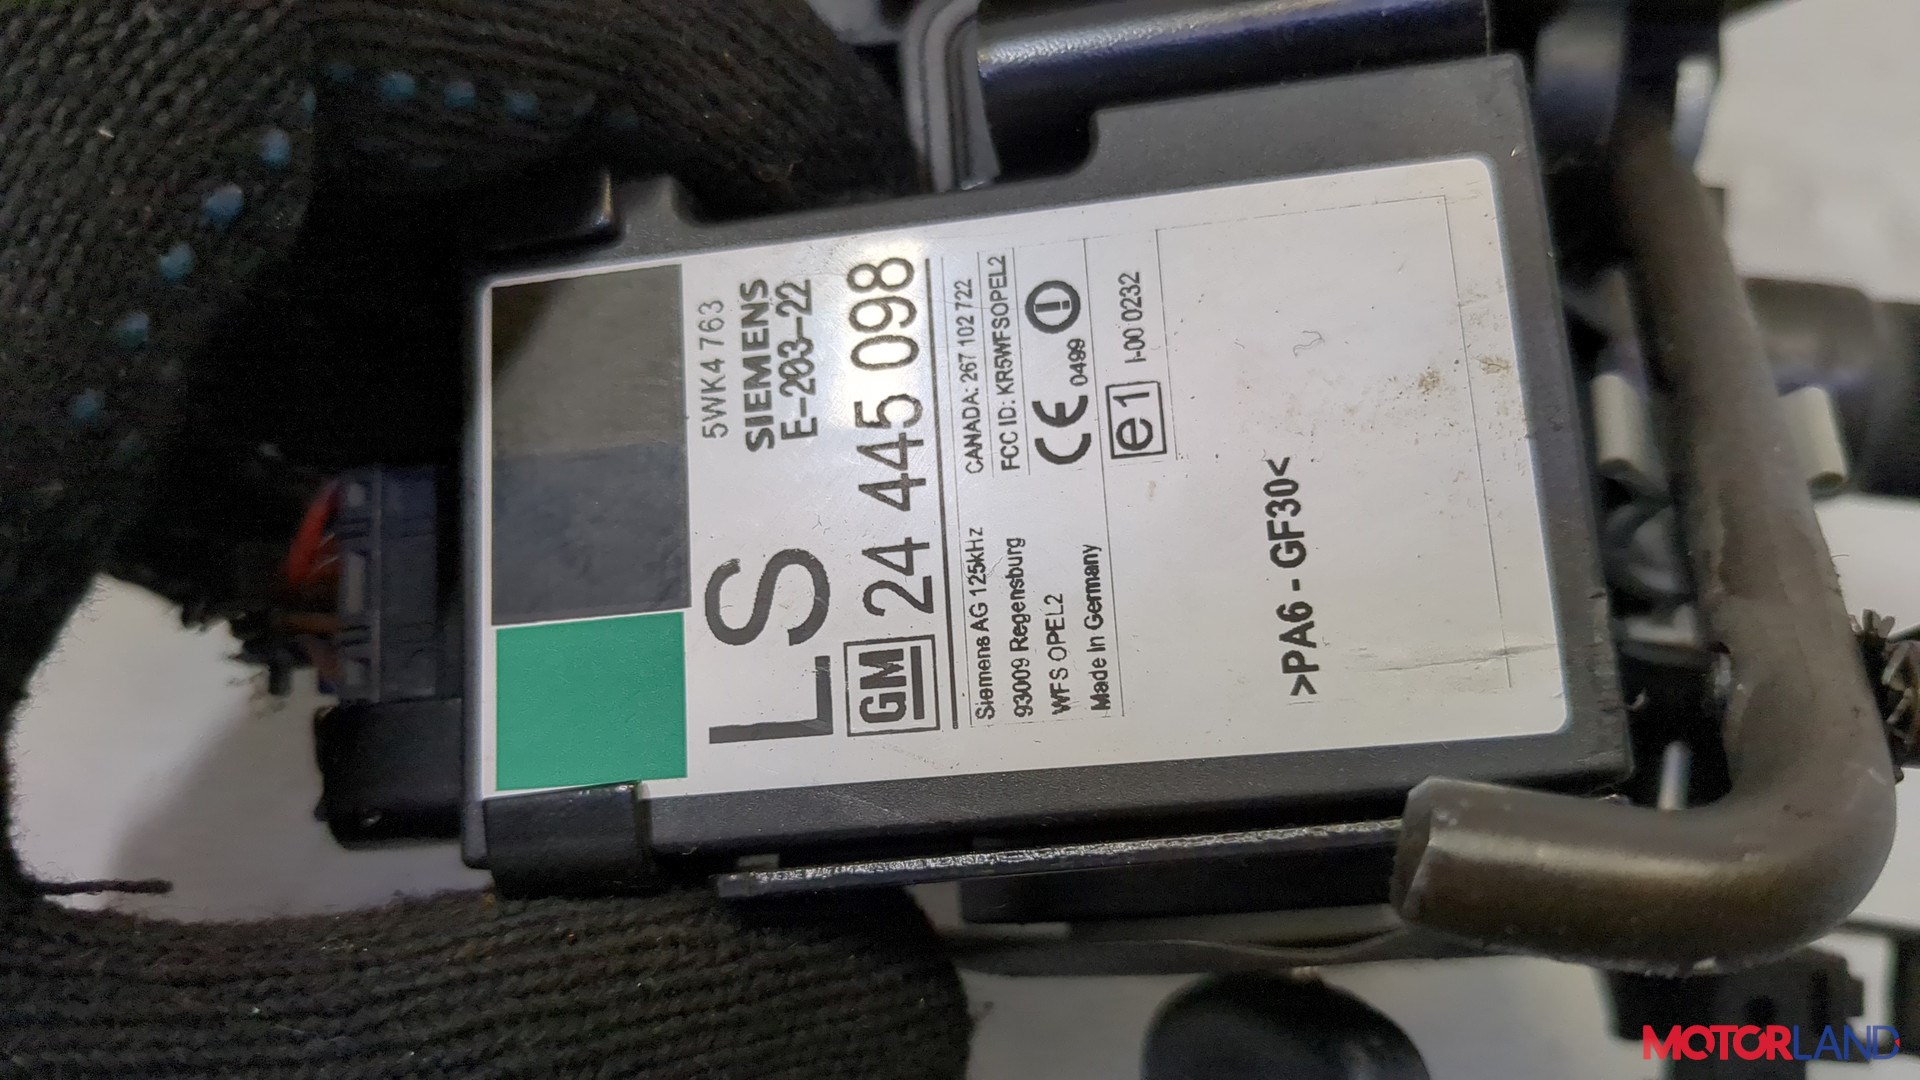 5WK4 763
SIEMENS
E-203-22
LS
GM 24 445 098
Siemens AG 125kHz
93009 Regensburg
WFS OPEL2
Made In Germany
CANADA: 267 102 722
FCC ID: KR5WFSOPEL2
CE 0499
e1 I-00 0232
>PA6 - GF30<
MOTORLAND